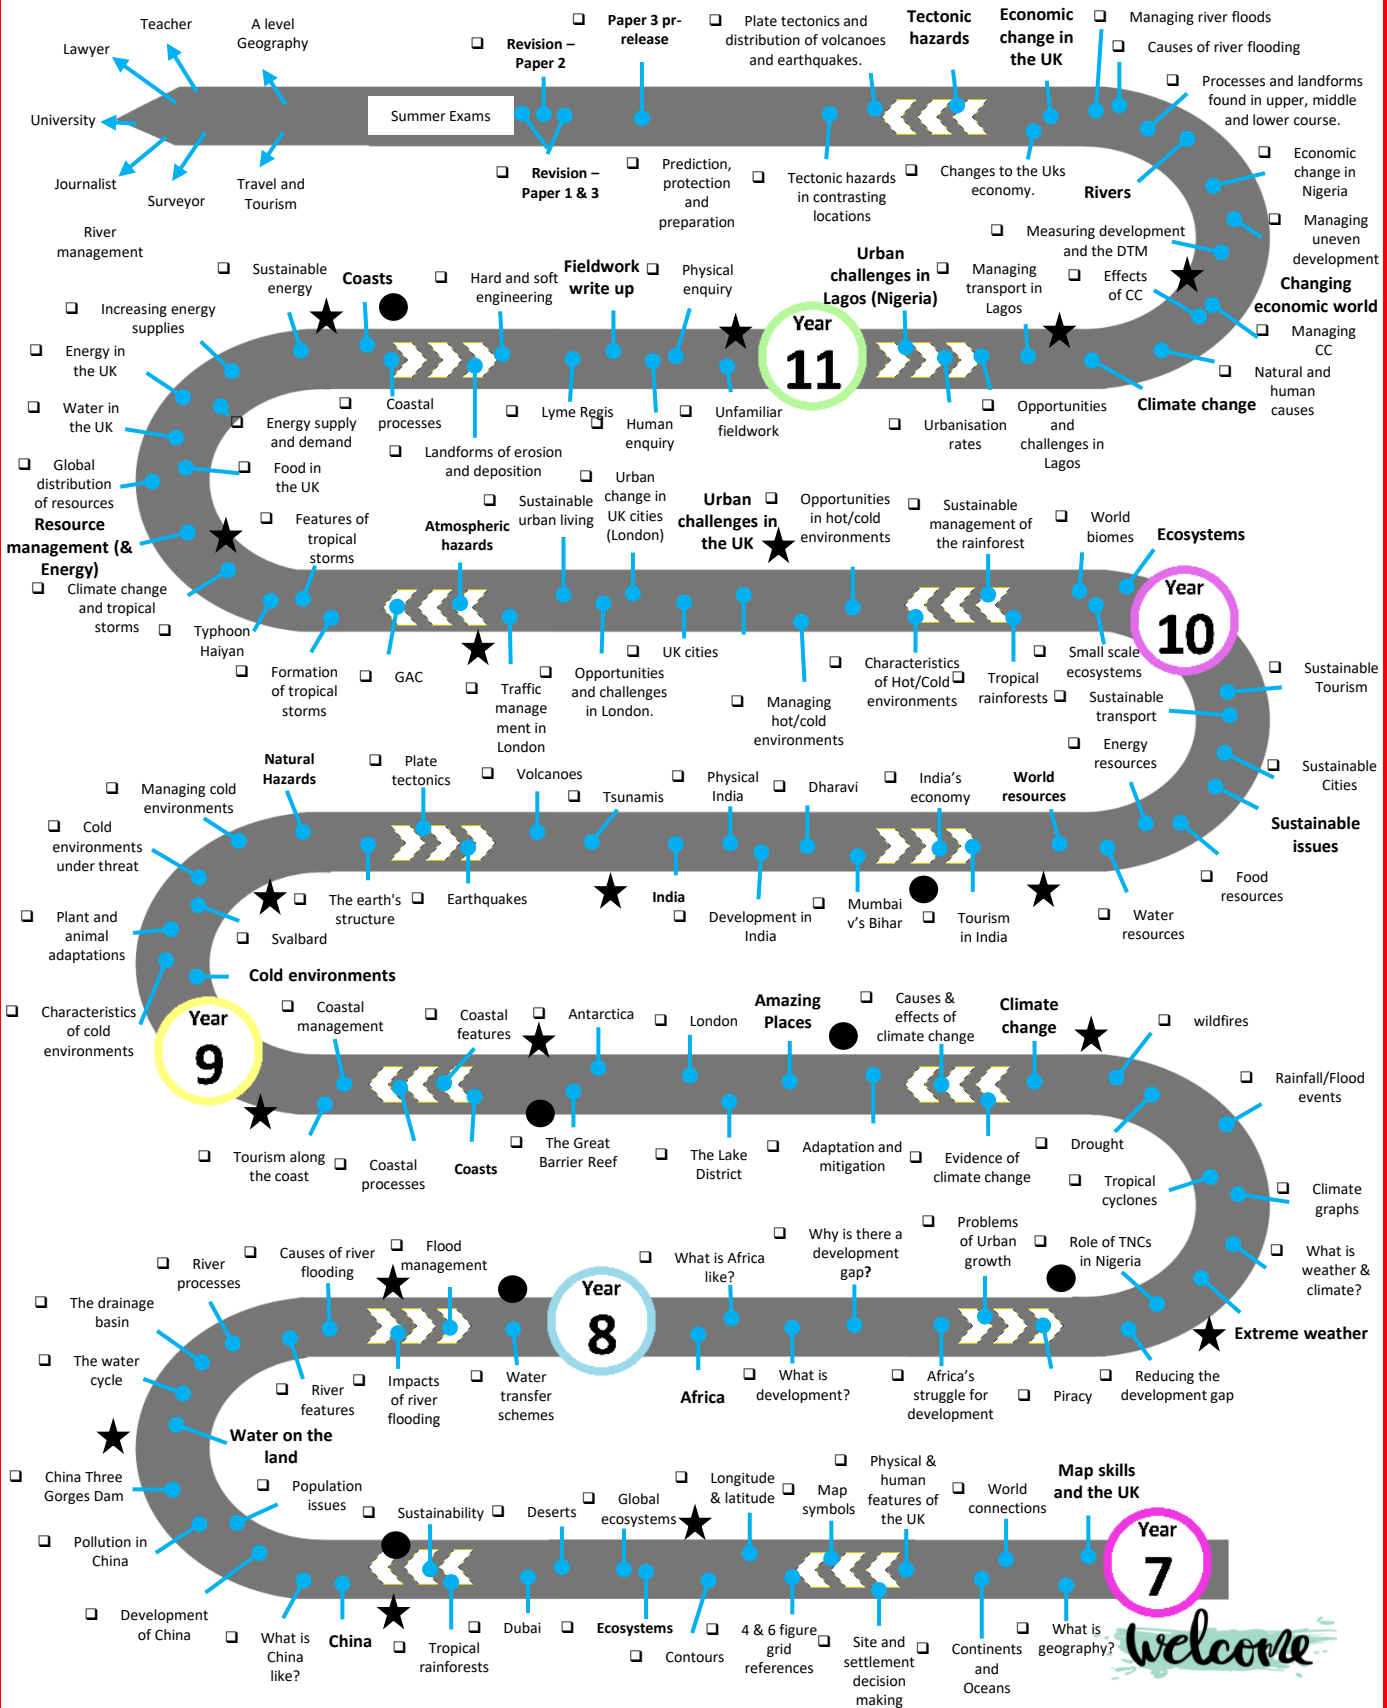 Teacher
A level
Geography
Lawyer
University
Journalist
Surveyor
Travel and
Tourism
River
management
Summer Exams
Revision –
Paper 2
Paper 3 pr-
release
Revision –
Paper 1 & 3
Prediction,
protection
and
preparation
Plate tectonics and
distribution of volcanoes
and earthquakes.
Tectonic
hazards
Tectonic hazards
in contrasting
locations
Economic
change in
the UK
Changes to the Uks
economy.
Managing river floods
Causes of river flooding
Processes and landforms
found in upper, middle
and lower course.
Rivers
Economic
change in
Nigeria
Managing
uneven
development
Measuring development
and the DTM
Changing
economic world
Effects
of CC
Managing
CC
Natural and
human
causes
Climate change
Managing
transport in
Lagos
Urban
challenges in
Lagos (Nigeria)
Opportunities
and
challenges in
Lagos
Urbanisation
rates
Year
11
Unfamiliar
fieldwork
Physical
enquiry
Human
enquiry
Fieldwork
write up
Lyme Regis
Hard and soft
engineering
Landforms of erosion
and deposition
Coastal
processes
Coasts
Sustainable
energy
Increasing energy
supplies
Energy in
the UK
Energy supply
and demand
Water in
the UK
Food in
the UK
Global
distribution
of resources
Resource
management (&
Energy)
Climate change
and tropical
storms
Typhoon
Haiyan
Features of
tropical
storms
Formation
of tropical
storms
GAC
Atmospheric
hazards
Traffic
manage
ment in
London
Sustainable
urban living
Opportunities
and challenges
in London.
Urban
change in
UK cities
(London)
UK cities
Urban
challenges in
the UK
Managing
hot/cold
environments
Opportunities
in hot/cold
environments
Characteristics
of Hot/Cold
environments
Sustainable
management of
the rainforest
Tropical
rainforests
World
biomes
Small scale
ecosystems
Ecosystems
Year
10
Sustainable
Tourism
Sustainable
transport
Sustainable
Cities
Sustainable
issues
Energy
resources
Food
resources
Water
resources
World
resources
Tourism
in India
India's
economy
Mumbai
v's Bihar
Dharavi
Development in
India
Physical
India
India
Tsunamis
Volcanoes
Earthquakes
Plate
tectonics
The earth's
structure
Natural
Hazards
Managing cold
environments
Cold
environments
under threat
Svalbard
Plant and
animal
adaptations
Cold environments
Characteristics
of cold
environments
Year
9
Tourism along
the coast
Coastal
management
Coastal
processes
Coastal
features
Coasts
Antarctica
The Great
Barrier Reef
London
The Lake
District
Amazing
Places
Adaptation and
mitigation
Causes &
effects of
climate change
Evidence of
climate change
Climate
change
wildfires
Drought
Rainfall/Flood
events
Tropical
cyclones
Climate
graphs
What is
weather &
climate?
Extreme weather
Role of TNCs
in Nigeria
Reducing the
development gap
Piracy
Problems
of Urban
growth
Africa's
struggle for
development
Why is there a
development
gap?
What is
development?
What is Africa
like?
Africa
Year
8
Water
transfer
schemes
Flood
management
Impacts
of river
flooding
Causes of river
flooding
River
features
River
processes
The drainage
basin
The water
cycle
Water on the
land
China Three
Gorges Dam
Population
issues
Pollution in
China
Development
of China
What is
China
like?
China
Sustainability
Tropical
rainforests
Dubai
Deserts
Global
ecosystems
Ecosystems
Contours
Longitude
& latitude
4 & 6 figure
grid
references
Map
symbols
Site and
settlement
decision
making
Physical &
human
features of
the UK
Continents
and
Oceans
World
connections
What is
geography?
Map skills
and the UK
Year
7
welcome